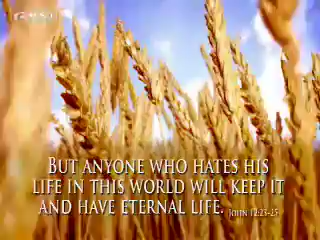 But anyone who hates his
life in this world will keep it
and have eternal life. John 12:23-25